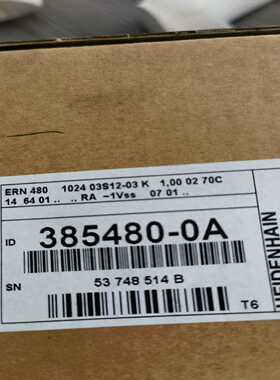 ERN 480 1024 03S12-03 K 1,00 02 70C
14 64 01 .. .. RA ~1Vss 07 01 ..
ID 385480-0A
SN 53 748 514 B
T6
HEIDENHAIN